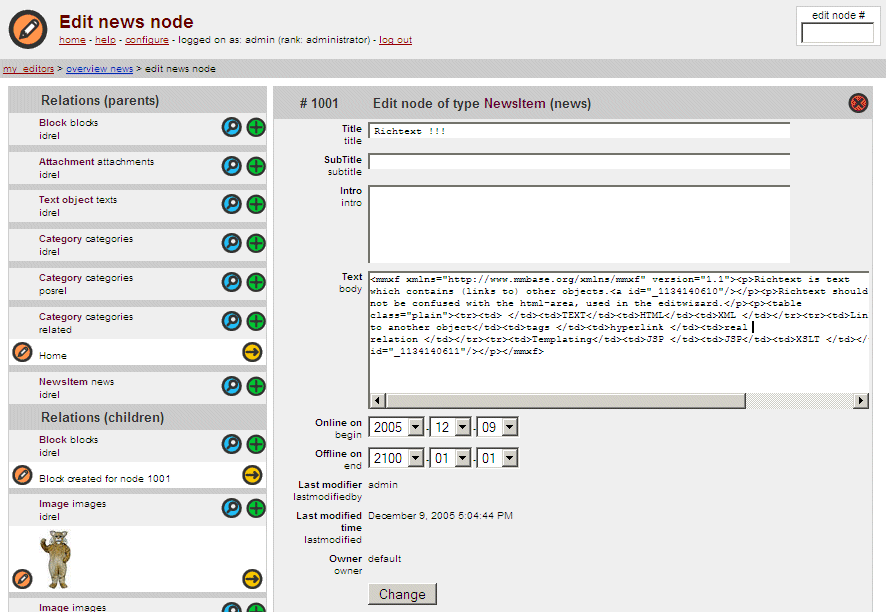 Edit news node
home - help - configure - logged on as: admin (rank: administrator) - log out
edit node #
my_editors > overview news > edit news node
Relations (parents)
Block blocks
idrel
Attachment attachments
idrel
Text object texts
idrel
Category categories
idrel
Category categories
posrel
Category categories
related
Home
NewsItem news
idrel
Relations (children)
Block blocks
idrel
Block created for node 1001
Image images
idrel
Image images
# 1001 Edit node of type NewsItem (news)
Title
title
Richtext !!!
SubTitle
subtitle
Intro
intro
Text
body
<mmxf xmlns="http://www.mmbase.org/xmlns/mmxf" version="1.1"><p>Richtext is text
which contains (links to) other objects.<a id="_1134140610"/></p><p>Richtext should
not be confused with the html-area, used in the editwizard.</p><p><table
class="plain"><tr><td> </td><td>TEXT</td><td>HTML</td><td>XML </td></tr><tr><td>Lin
to another object</td><td>tags </td><td>hyperlink </td><td>real
relation </td></tr><tr><td>Templating</td><td>JSP </td><td>JSP</td><td>XSLT </td></
id="_1134140611"/></p></mmxf>
Online on
begin
2005 - 12 - 09
Offline on
end
2100 - 01 - 01
Last modifier
lastmodifiedby
admin
Last modified
time
lastmodified
December 9, 2005 5:04:44 PM
Owner
owner
default
Change